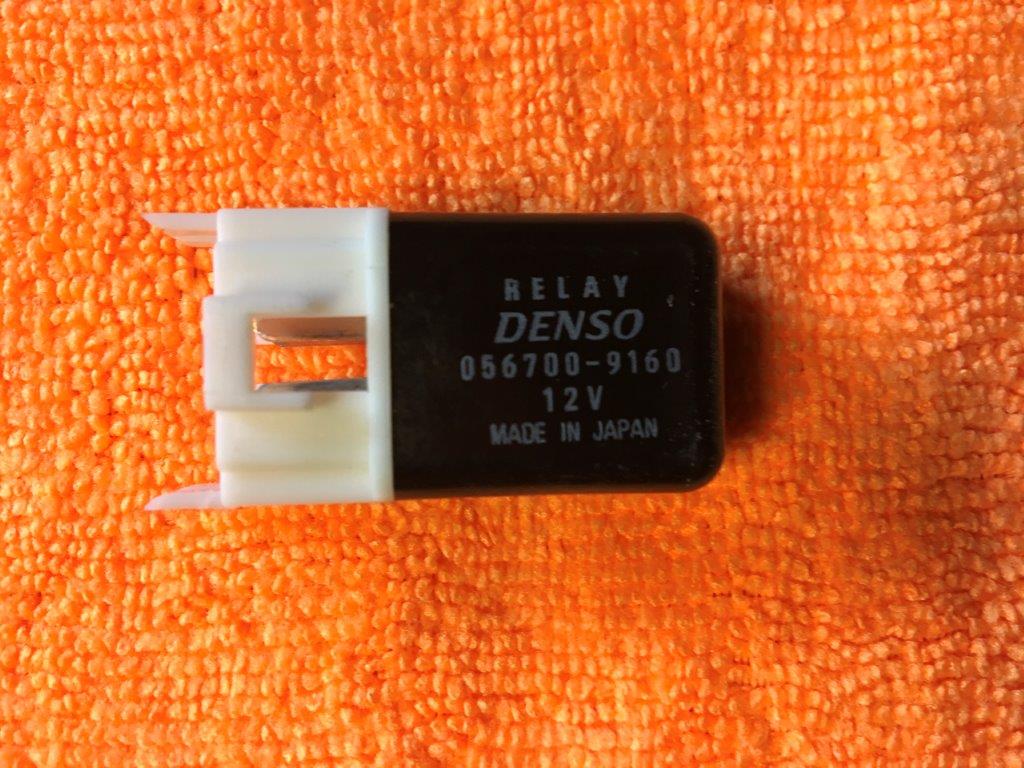 RELAY
DENSO
056700-9160
12V
MADE IN JAPAN